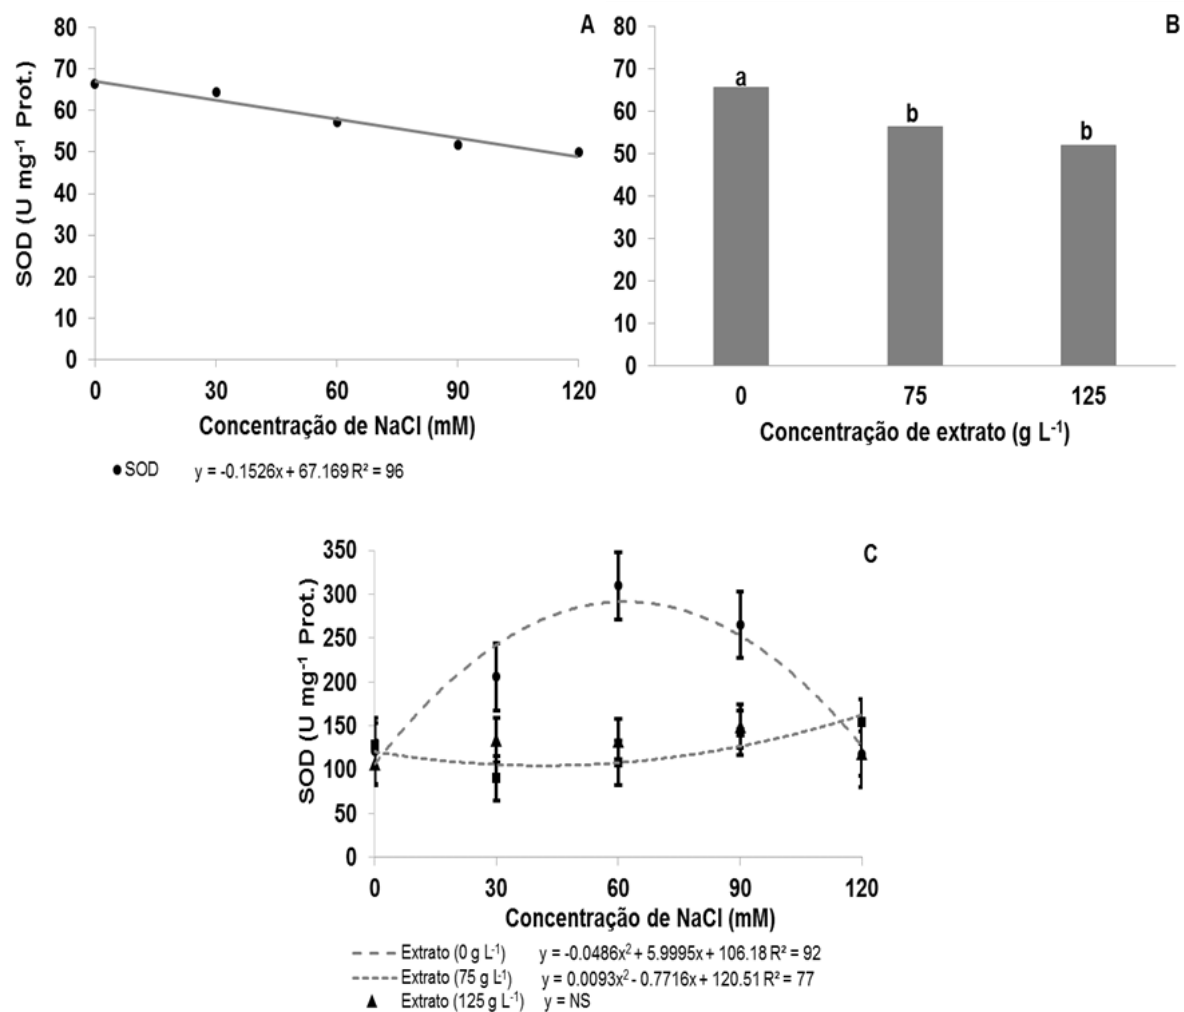 A
SOD (U mg⁻¹ Prot.)
80
70
60
50
40
30
20
10
0
0 30 60 90 120
Concentração de NaCl (mM)
● SOD y = -0.1526x + 67.169 R² = 96
B
80
70
60
50
40
30
20
10
0
a
b
b
0 75 125
Concentração de extrato (g L⁻¹)
C
SOD (U mg⁻¹ Prot.)
350
300
250
200
150
100
50
0
0 30 60 90 120
Concentração de NaCl (mM)
Extrato (0 g L⁻¹) y = -0.0486x² + 5.9995x + 106.18 R² = 92
Extrato (75 g L⁻¹) y = 0.0093x² - 0.7716x + 120.51 R² = 77
▲ Extrato (125 g L⁻¹) y = NS